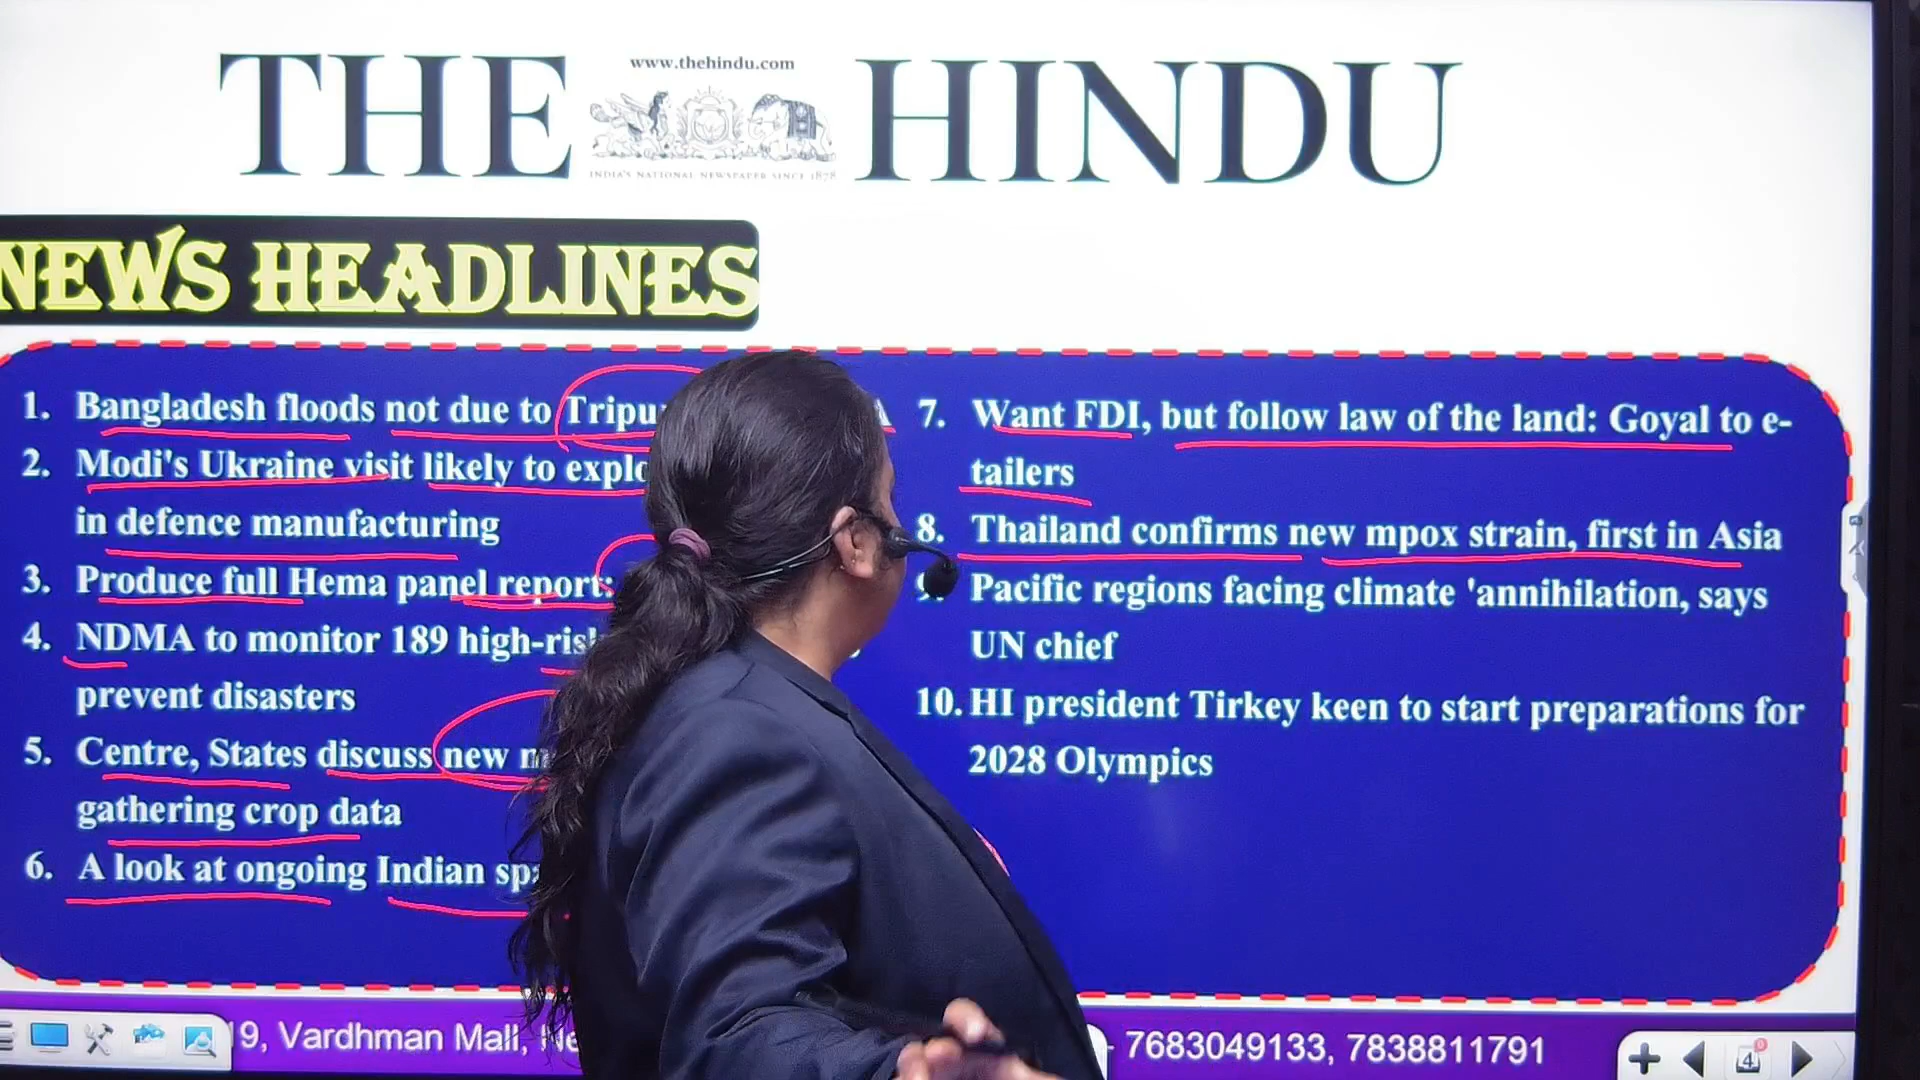 www.thehindu.com
THE HINDU
INDIA'S NATIONAL NEWSPAPER SINCE 1878
NEWS HEADLINES
1. Bangladesh floods not due to
2. Modi's Ukraine visit likely to
in defence manufacturing
3. Produce full Hema panel report:
4. NDMA to monitor 189
prevent disasters
5. Centre, States discuss new
gathering crop data
6. A look at ongoing Indian
7. Want FDI, but follow law of the land: Goyal to e-
tailers
8. Thailand confirms new mpox strain, first in Asia
9. Pacific regions facing climate 'annihilation, says
UN chief
10. HI president Tirkey keen to start preparations for
2028 Olympics
19, Vardhman Mall,
7683049133, 7838811791
4